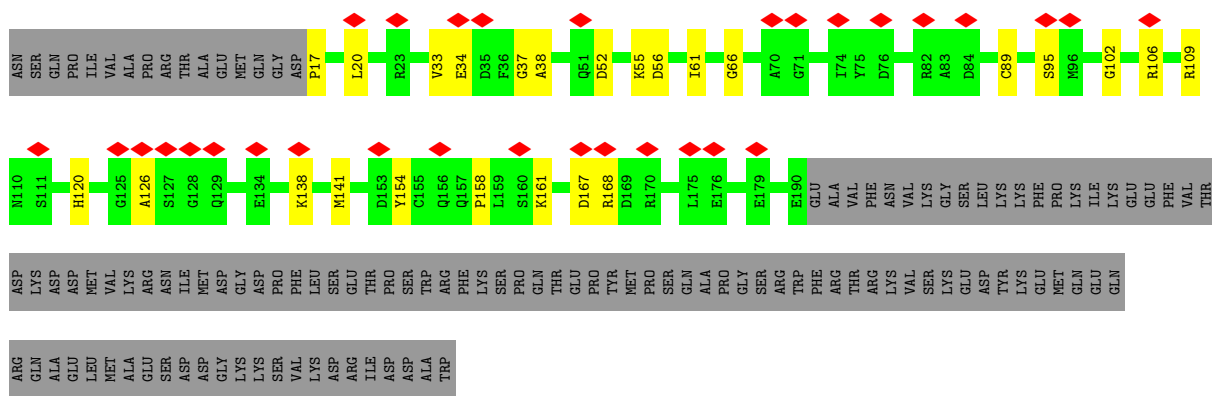 ASN SER GLN PRO ILE VAL ALA PRO ARG THR ALA GLU MET GLN GLY ASP P17 L20 R23 V33 E34 D35 F36 G37 A38 Q51 D52 K55 D56 I61 G66 A70 G71 I74 Y75 D76 R82 A83 D84 C89 S95 M96 G102 R106 R109
N110 S111 H120 G125 A126 S127 G128 Q129 E134 K138 M141 D153 Y154 C155 Q156 Q157 P158 L159 S160 K161 D167 R168 D169 R170 L175 E176 E179 E190 GLU ALA VAL PHE ASN VAL LYS GLY SER LEU LYS LYS PHE PRO LYS ILE LYS GLU GLU PHE VAL THR
ASP LYS ASP ASP MET VAL LYS ARG ASN ILE MET ASP GLY ASP PRO PHE LEU SER GLU THR PRO SER TRP ARG PHE LYS SER PRO GLN THR GLU PRO TYR MET PRO SER GLN ALA PRO GLY SER ARG TRP PHE ARG THR ARG LYS VAL SER LYS GLU ASP TYR LYS GLU MET GLN GLU GLN
ARG GLN ALA GLU LEU MET ALA GLU SER ASP ASP GLY LYS LYS SER VAL LYS ASP ARG ILE ASP ASP ALA TRP